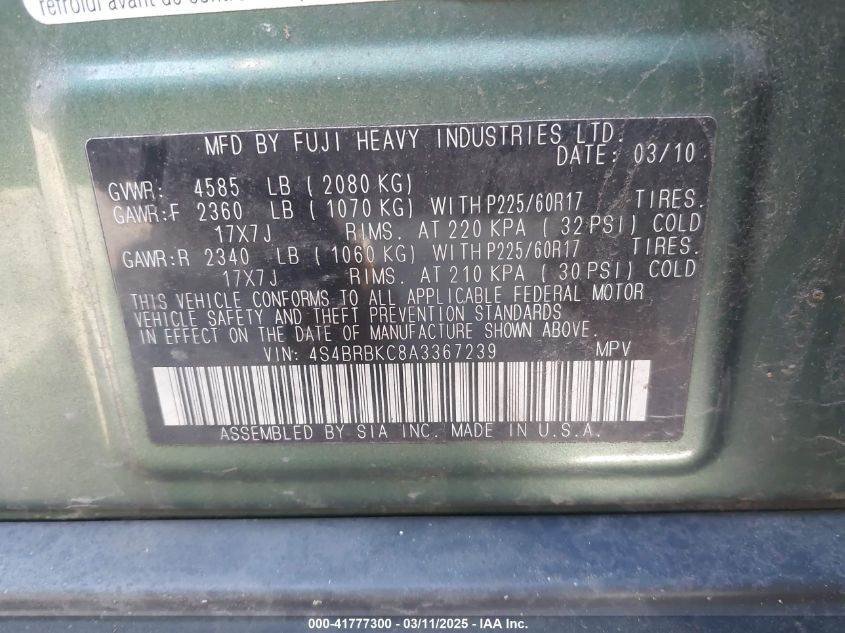 refroidi avant de
MFD BY FUJI HEAVY INDUSTRIES LTD.
DATE: 03/10
GVWR: 4585 LB (2080 KG)
GAWR:F 2360 LB (1070 KG) WITH P225/60R17 TIRES.
17X7J RIMS. AT 220 KPA (32 PSI) COLD
GAWR:R 2340 LB (1060 KG) WITH P225/60R17 TIRES.
17X7J RIMS. AT 210 KPA (30 PSI) COLD
THIS VEHICLE CONFORMS TO ALL APPLICABLE FEDERAL MOTOR
VEHICLE SAFETY AND THEFT PREVENTION STANDARDS
IN EFFECT ON THE DATE OF MANUFACTURE SHOWN ABOVE.
VIN: 4S4BRBKC8A3367239 MPV
ASSEMBLED BY SIA INC. MADE IN U.S.A.
000-41777300 - 03/11/2025 - IAA Inc.